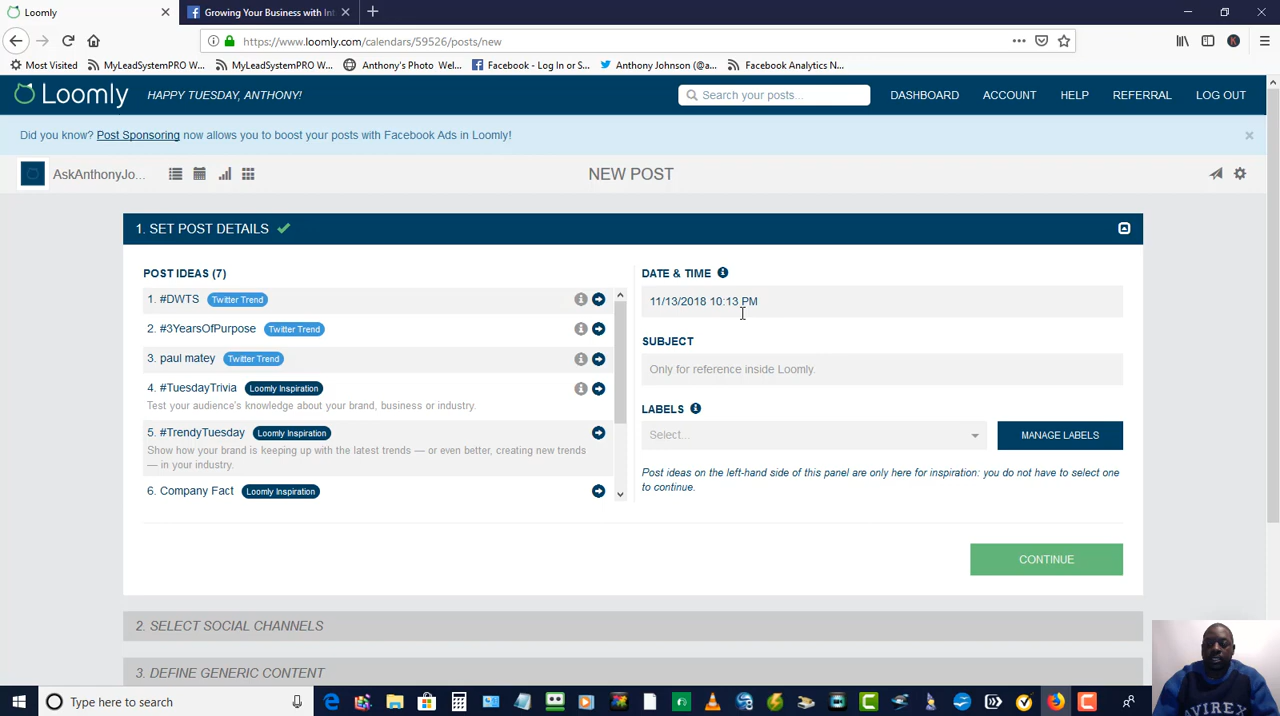 Loomly
Growing Your Business with Int
https://www.loomly.com/calendars/59526/posts/new
Most Visited
MyLeadSystemPRO W...
MyLeadSystemPRO W...
Anthony's Photo Wel...
Facebook - Log In or S...
Anthony Johnson (@a...
Facebook Analytics N...
Loomly
HAPPY TUESDAY, ANTHONY!
Search your posts...
DASHBOARD
ACCOUNT
HELP
REFERRAL
LOG OUT
Did you know? Post Sponsoring now allows you to boost your posts with Facebook Ads in Loomly!
AskAnthonyJo...
NEW POST
1. SET POST DETAILS
POST IDEAS (7)
1. #DWTS Twitter Trend
2. #3YearsOfPurpose Twitter Trend
3. paul matey Twitter Trend
4. #TuesdayTrivia Loomly Inspiration
Test your audience's knowledge about your brand, business or industry.
5. #TrendyTuesday Loomly Inspiration
Show how your brand is keeping up with the latest trends — or even better, creating new trends
— in your industry.
6. Company Fact Loomly Inspiration
DATE & TIME
11/13/2018 10:13 PM
SUBJECT
Only for reference inside Loomly.
LABELS
Select...
MANAGE LABELS
Post ideas on the left-hand side of this panel are only here for inspiration: you do not have to select one
to continue.
CONTINUE
2. SELECT SOCIAL CHANNELS
3. DEFINE GENERIC CONTENT
Type here to search
AVIREX